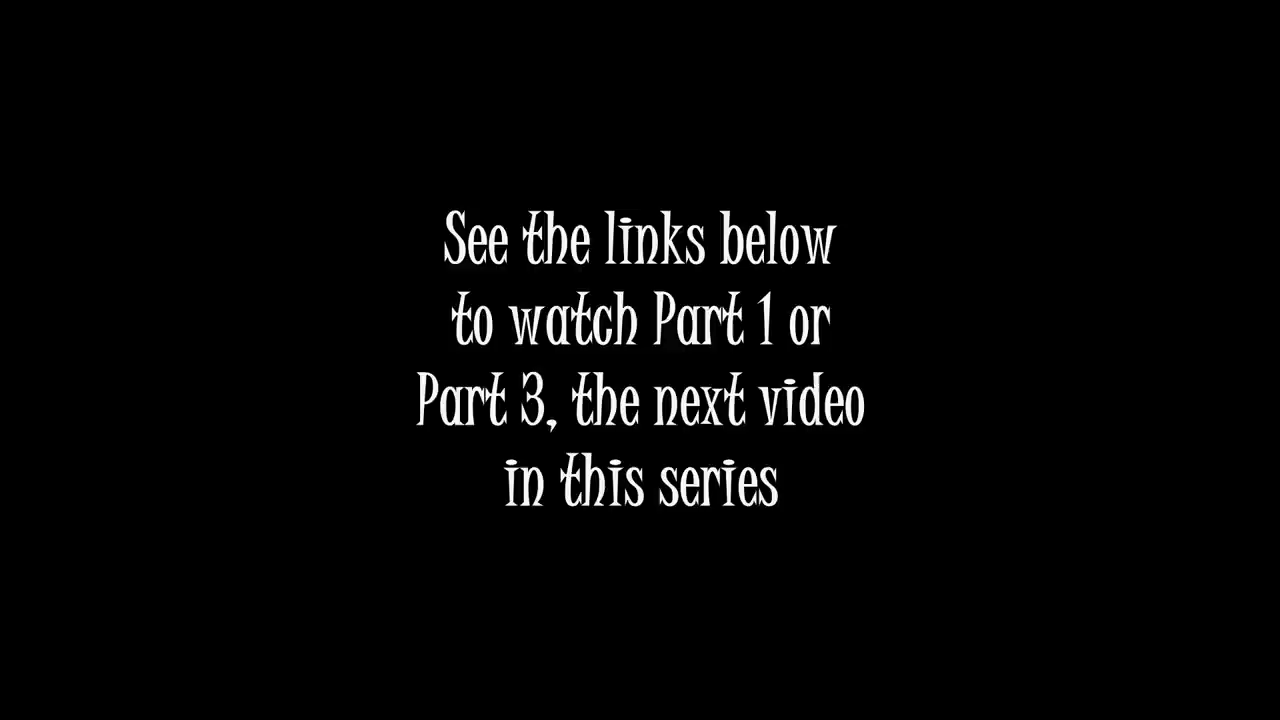 See the links below
to watch Part 1 or
Part 3, the next video
in this series